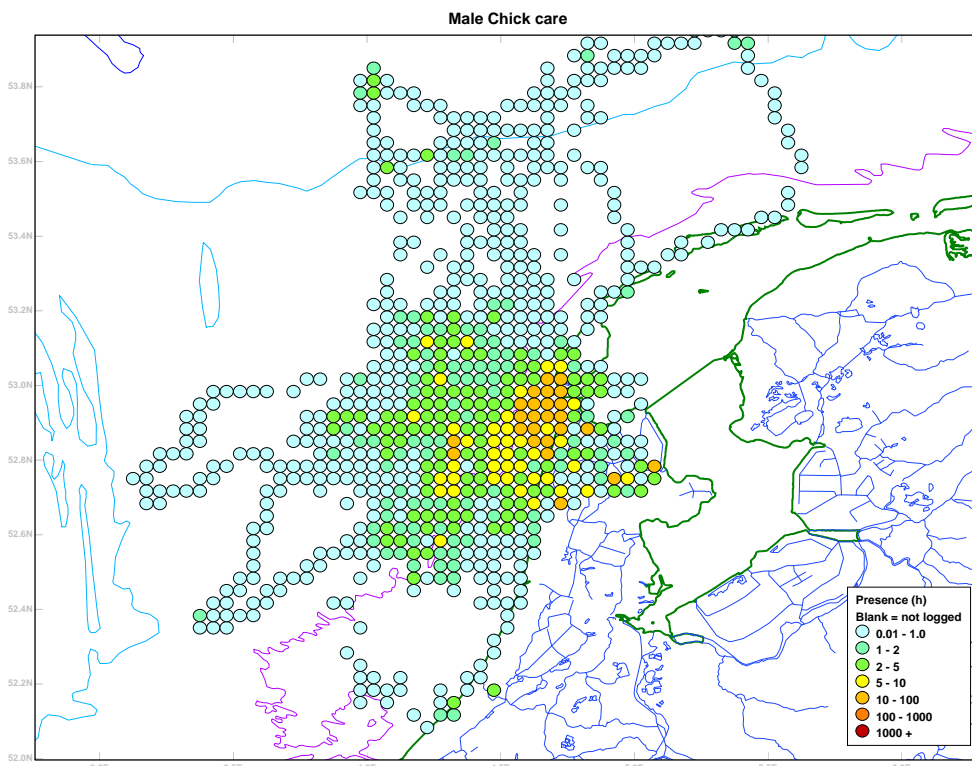 Male Chick care
53.8N
53.6N
53.4N
53.2N
53.0N
52.8N
52.6N
52.4N
52.2N
52.0N
Presence (h)
Blank = not logged
0.01 - 1.0
1 - 2
2 - 5
5 - 10
10 - 100
100 - 1000
1000 +